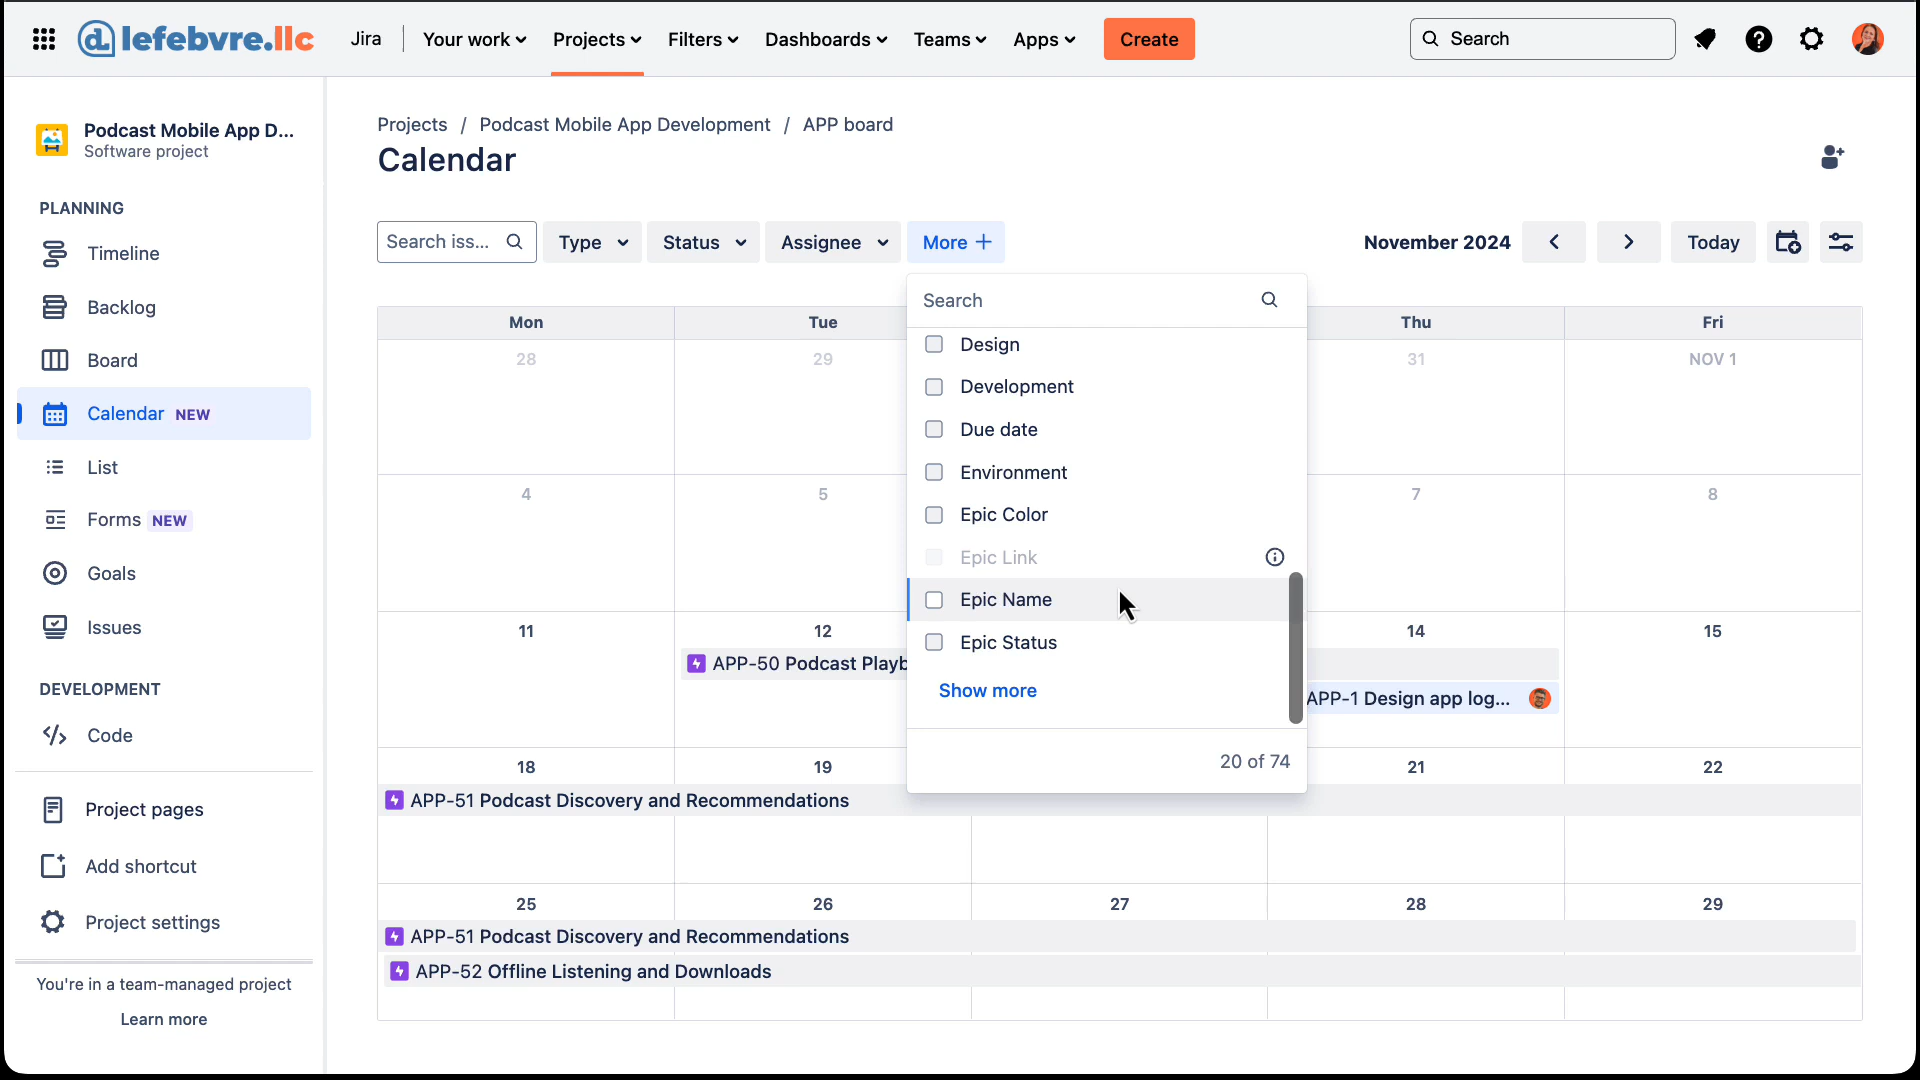 lefebvre.llc Jira Your work Projects Filters Dashboards Teams Apps Create Search
Podcast Mobile App D...
Software project
PLANNING
Timeline
Backlog
Board
Calendar NEW
List
Forms NEW
Goals
Issues
DEVELOPMENT
Code
Project pages
Add shortcut
Project settings
You're in a team-managed project
Learn more
Projects / Podcast Mobile App Development / APP board
Calendar
Search iss... Type Status Assignee More November 2024 Today
Search
Design
Development
Due date
Environment
Epic Color
Epic Link
Epic Name
Epic Status
Show more
20 of 74
Mon Tue Thu Fri
28 29 31 NOV 1
4 5 7 8
11 12 14 15
APP-50 Podcast Playb
APP-1 Design app log...
18 19 21 22
APP-51 Podcast Discovery and Recommendations
25 26 27 28 29
APP-51 Podcast Discovery and Recommendations
APP-52 Offline Listening and Downloads